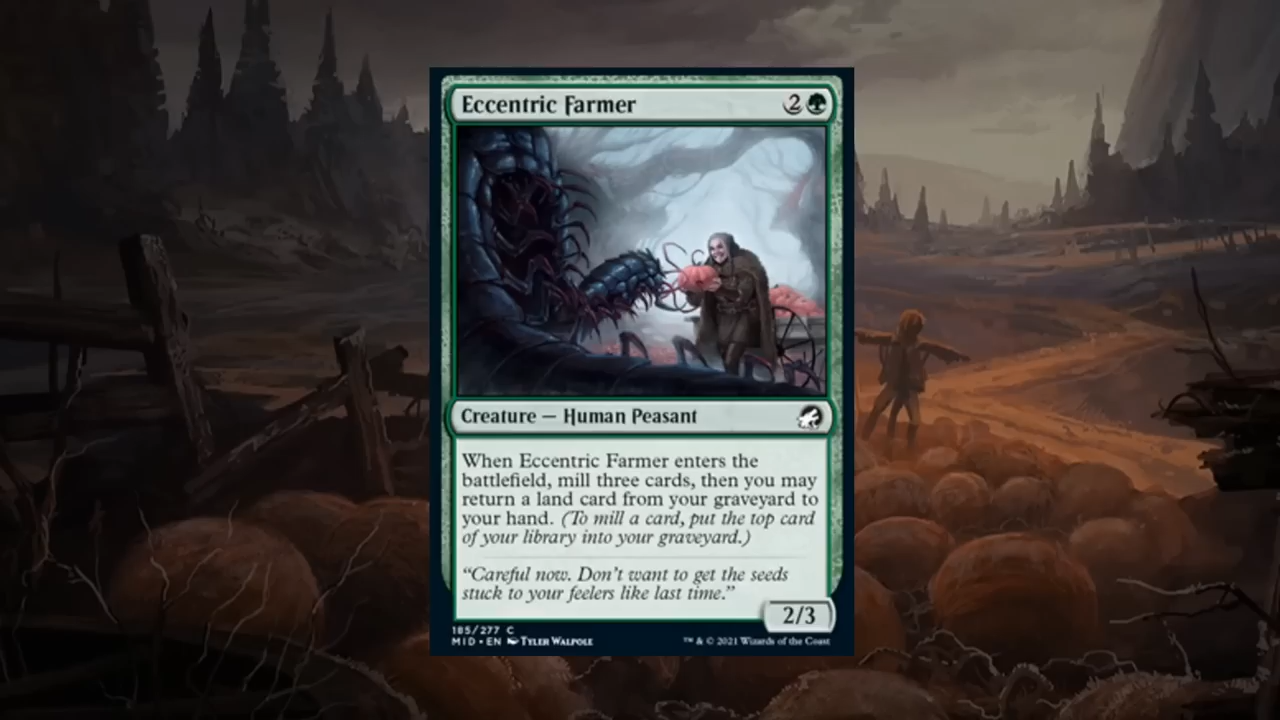 Eccentric Farmer 2
Creature — Human Peasant
When Eccentric Farmer enters the
battlefield, mill three cards, then you may
return a land card from your graveyard to
your hand. (To mill a card, put the top card
of your library into your graveyard.)
“Careful now. Don’t want to get the seeds
stuck to your feelers like last time.”
2/3
185/277 C
MID • EN Tyler Walpole ™ & © 2021 Wizards of the Coast